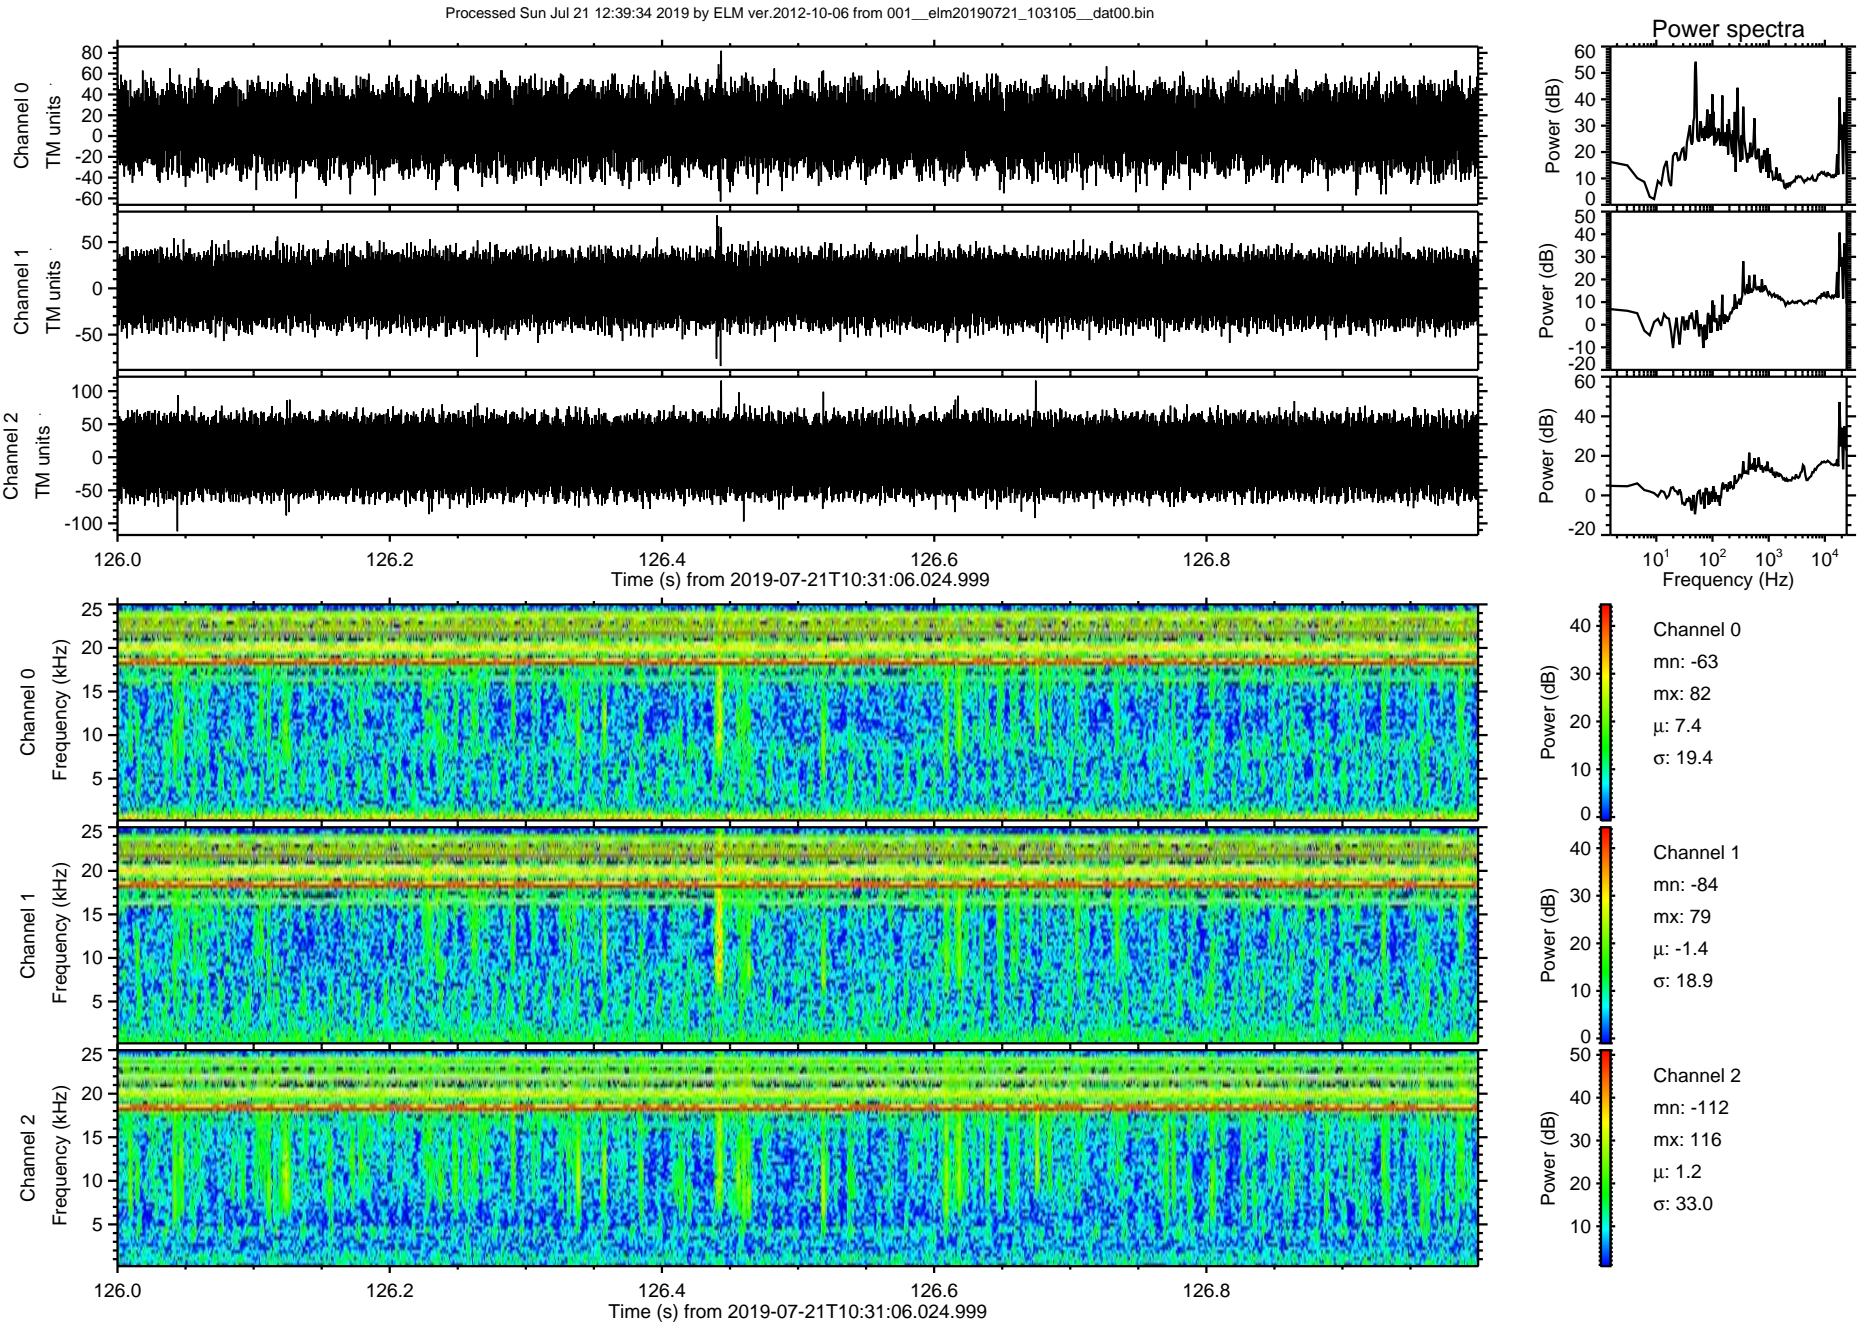 Processed Sun Jul 21 12:39:34 2019 by ELM ver.2012-10-06 from 001__elm20190721_103105__dat00.bin
Power spectra
Channel 0
TM units
80
60
40
20
0
-20
-40
-60
Power (dB)
60
50
40
30
20
10
0
Channel 1
TM units
50
0
-50
Power (dB)
50
40
30
20
10
0
-10
-20
Channel 2
TM units
100
50
0
-50
-100
Power (dB)
60
40
20
0
-20
126.0 126.2 126.4 126.6 126.8
Time (s) from 2019-07-21T10:31:06.024.999
10^1 10^2 10^3 10^4
Frequency (Hz)
Channel 0
Frequency (kHz)
25
20
15
10
5
Power (dB)
40
30
20
10
0
Channel 0
mn: -63
mx: 82
μ: 7.4
σ: 19.4
Channel 1
Frequency (kHz)
25
20
15
10
5
Power (dB)
40
30
20
10
0
Channel 1
mn: -84
mx: 79
μ: -1.4
σ: 18.9
Channel 2
Frequency (kHz)
25
20
15
10
5
Power (dB)
50
40
30
20
10
Channel 2
mn: -112
mx: 116
μ: 1.2
σ: 33.0
126.0 126.2 126.4 126.6 126.8
Time (s) from 2019-07-21T10:31:06.024.999